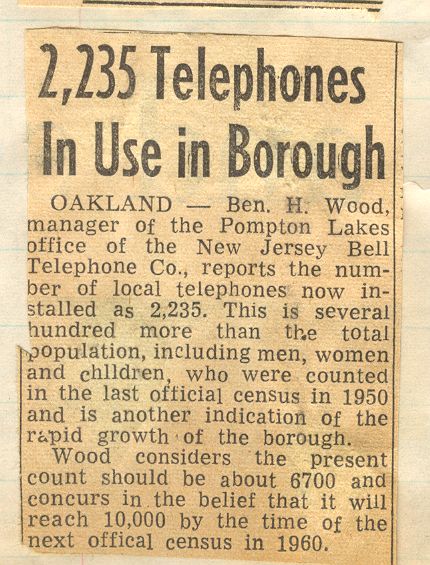 2,235 Telephones
In Use in Borough
OAKLAND — Ben. H. Wood,
manager of the Pompton Lakes
office of the New Jersey Bell
Telephone Co., reports the num-
ber of local telephones now in-
stalled as 2,235. This is several
hundred more than the total
population, including men, women
and children, who were counted
in the last official census in 1950
and is another indication of the
rapid growth of the borough.
Wood considers the present
count should be about 6700 and
concurs in the belief that it will
reach 10,000 by the time of the
next offical census in 1960.